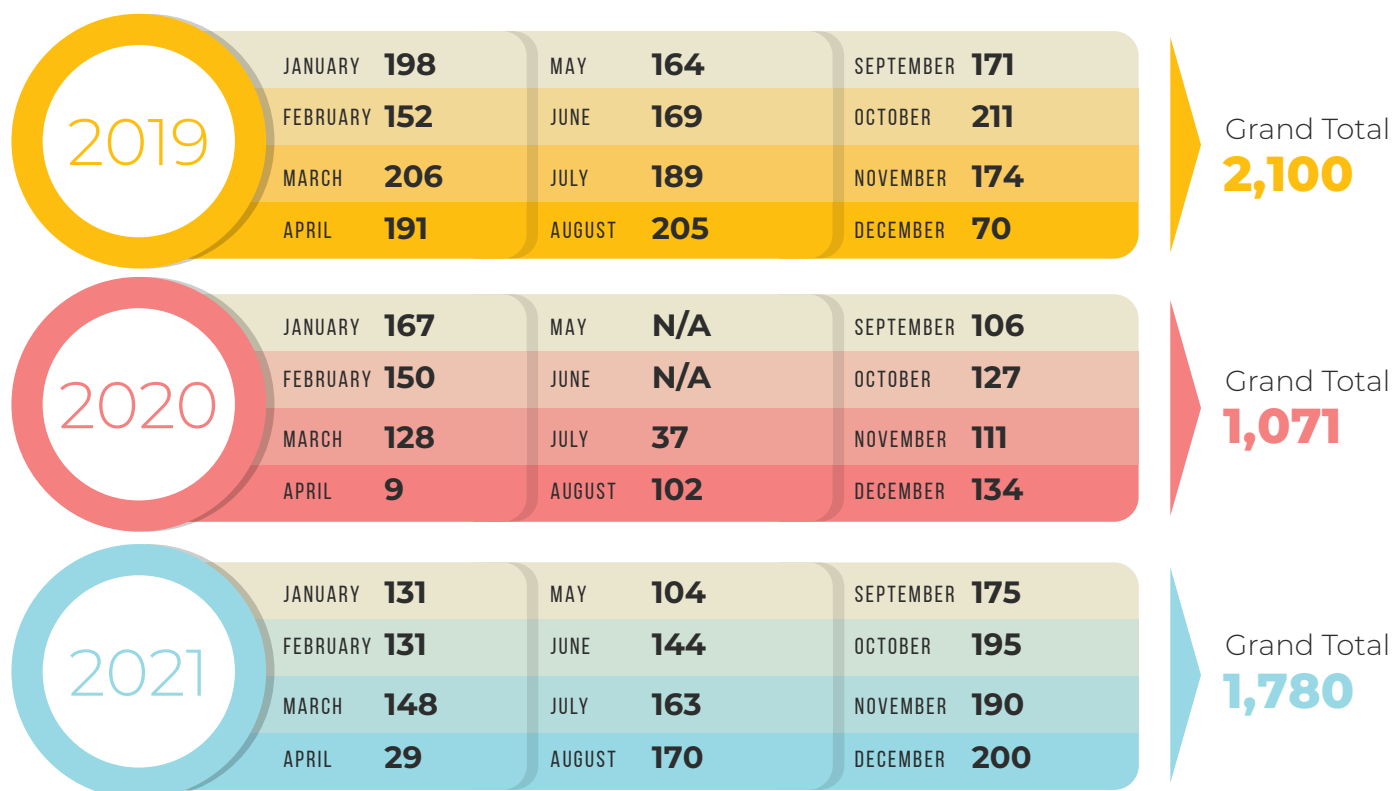 2019
JANUARY 198 MAY 164 SEPTEMBER 171
FEBRUARY 152 JUNE 169 OCTOBER 211
MARCH 206 JULY 189 NOVEMBER 174
APRIL 191 AUGUST 205 DECEMBER 70
Grand Total
2,100
2020
JANUARY 167 MAY N/A SEPTEMBER 106
FEBRUARY 150 JUNE N/A OCTOBER 127
MARCH 128 JULY 37 NOVEMBER 111
APRIL 9 AUGUST 102 DECEMBER 134
Grand Total
1,071
2021
JANUARY 131 MAY 104 SEPTEMBER 175
FEBRUARY 131 JUNE 144 OCTOBER 195
MARCH 148 JULY 163 NOVEMBER 190
APRIL 29 AUGUST 170 DECEMBER 200
Grand Total
1,780